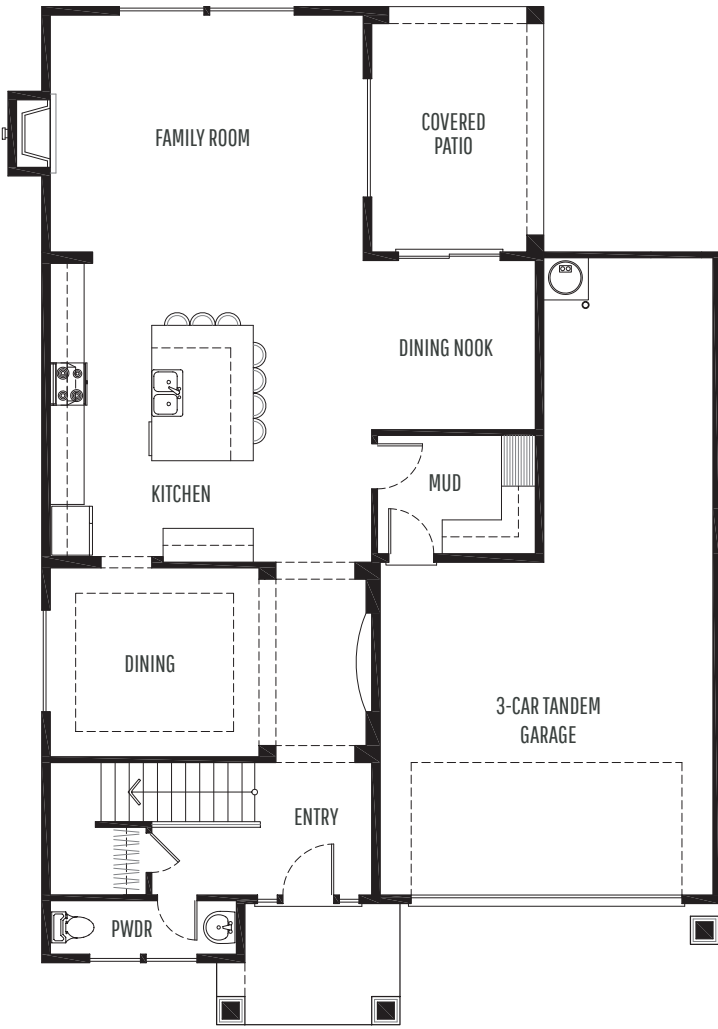 FAMILY ROOM
COVERED
PATIO
DINING NOOK
KITCHEN
MUD
DINING
3-CAR TANDEM
GARAGE
ENTRY
PWDR